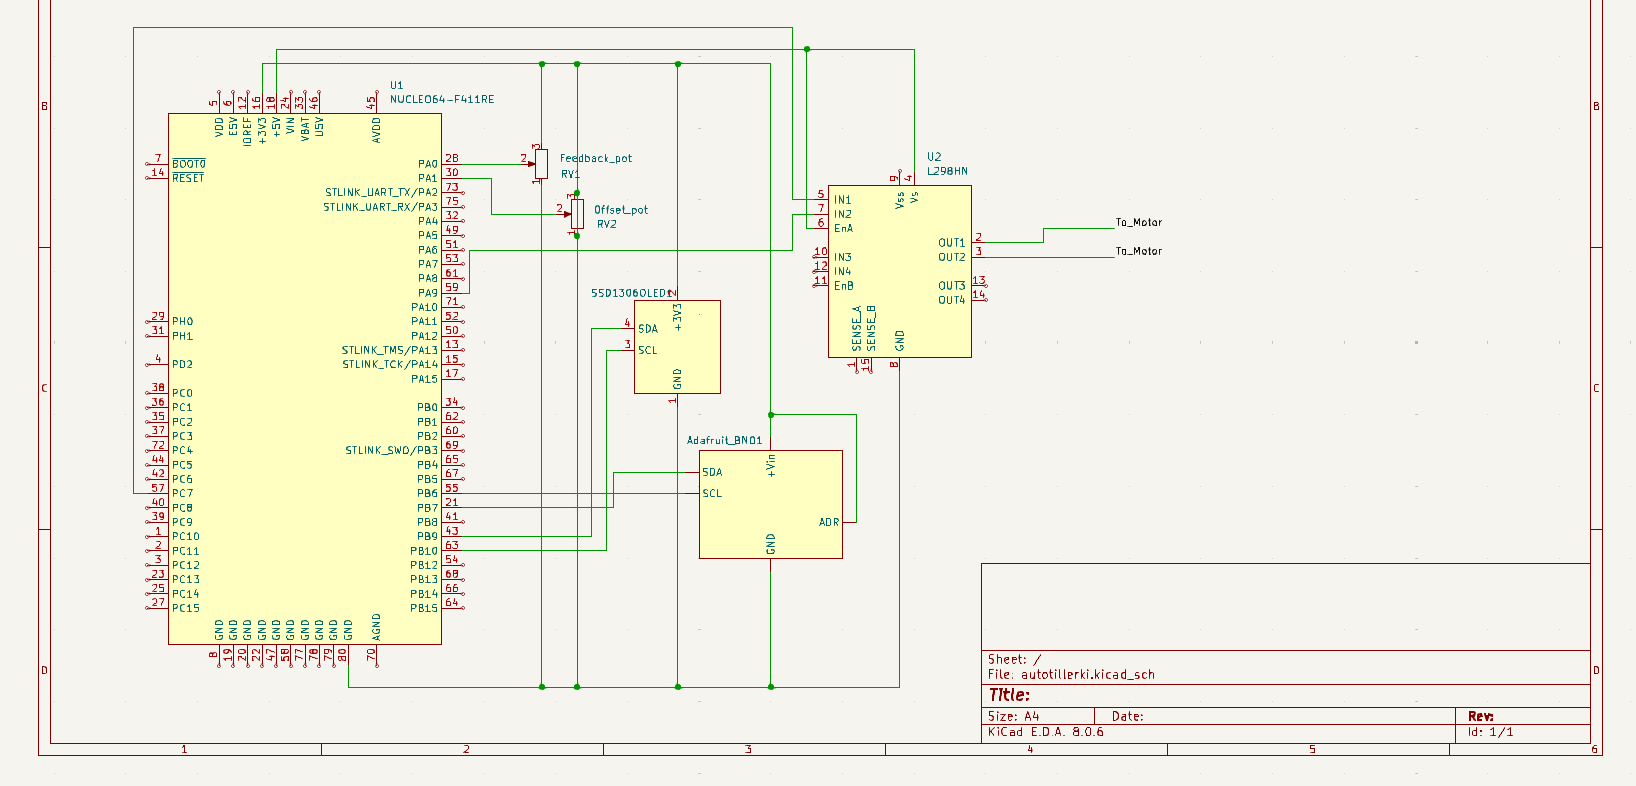 B
B
U1
NUCLEO64-F411RE
5
6
12
16
18
24
33
46
45
VDD
E5V
IOREF
+3V3
+5V
VIN
VBAT
U5V
AVDD
7
BOOT0
14
RESET
PA0
28
PA1
30
STLINK_UART_TX/PA2
73
STLINK_UART_RX/PA3
75
PA4
32
PA5
49
PA6
51
PA7
53
PA8
61
PA9
59
PA10
71
29
PH0
PA11
52
31
PH1
PA12
50
STLINK_TMS/PA13
13
4
PD2
STLINK_TCK/PA14
15
PA15
17
38
PC0
36
PC1
PB0
34
35
PC2
PB1
62
37
PC3
PB2
60
72
PC4
STLINK_SWO/PB3
69
44
PC5
PB4
65
42
PC6
PB5
67
57
PC7
PB6
55
40
PC8
PB7
21
39
PC9
PB8
41
1
PC10
PB9
43
2
PC11
PB10
63
3
PC12
PB12
54
23
PC13
PB13
68
25
PC14
PB14
66
27
PC15
PB15
64
GND
GND
GND
GND
GND
GND
GND
GND
GND
GND
AGND
8
19
20
22
47
58
77
78
79
80
70
3
2
1
Feedback_pot
RV1
3
2
1
Offset_pot
RV2
SSD1306OLED1
2
+3V3
4
SDA
3
SCL
GND
1
Adafruit_BNO1
+Vin
SDA
SCL
ADR
GND
U2
L298HN
9
4
Vss
Vs
5
IN1
7
IN2
6
EnA
10
IN3
12
IN4
11
EnB
OUT1
2
OUT2
3
OUT3
13
OUT4
14
SENSE_A
SENSE_B
GND
1
15
8
To_Motor
To_Motor
C
C
D
D
Sheet: /
File: autotillerki.kicad_sch
Title:
Size: A4
Date:
Rev:
KiCad E.D.A. 8.0.6
Id: 1/1
1
2
3
4
5
6